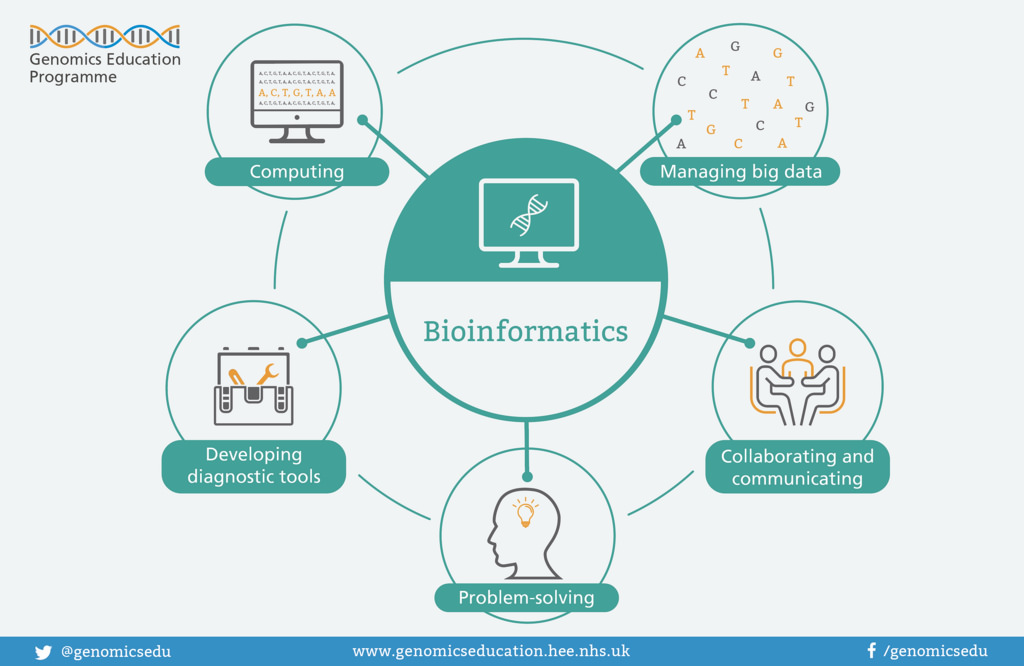 Genomics Education
Programme
A, C, T, G, T, A, A, C, T, G, T, A,
A, C, T, G, T, A, A
Computing
A G G
C T A T
C T A G
T G C T
A C A
Managing big data
Bioinformatics
Developing
diagnostic tools
Collaborating and
communicating
Problem-solving
@genomicsedu
www.genomicseducation.hee.nhs.uk
/genomicsedu